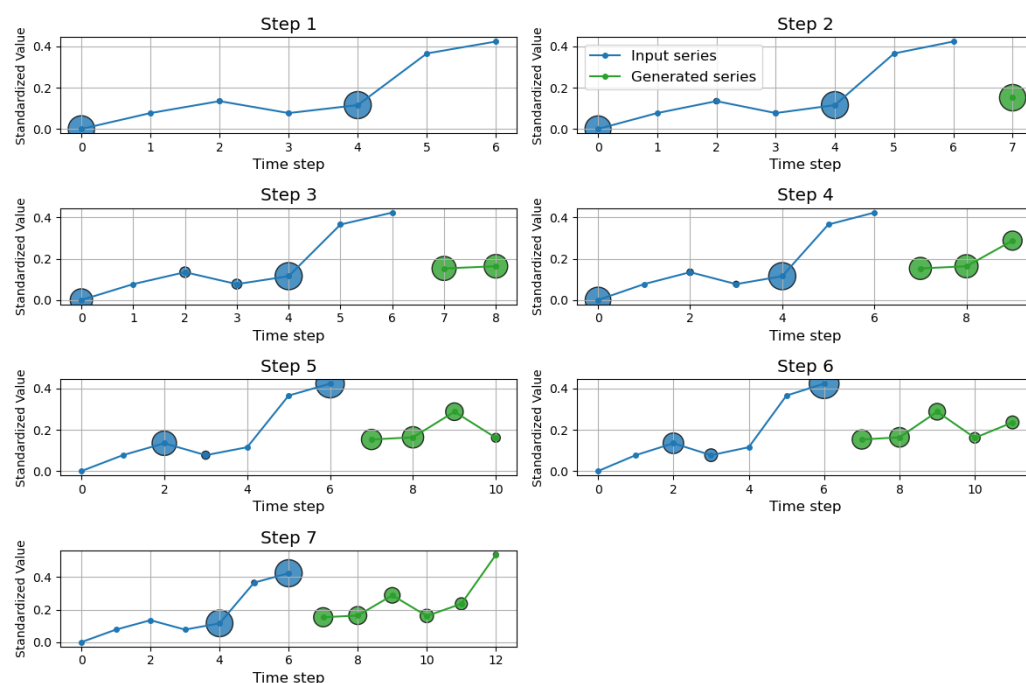 Step 1
Standardized Value
0.4
0.2
0.0
0 1 2 3 4 5 6
Time step
Step 2
Standardized Value
Input series
Generated series
0.4
0.2
0.0
0 1 2 3 4 5 6 7
Time step
Step 3
Standardized Value
0.4
0.2
0.0
0 1 2 3 4 5 6 7 8
Time step
Step 4
Standardized Value
0.4
0.2
0.0
0 2 4 6 8
Time step
Step 5
Standardized Value
0.4
0.2
0.0
0 2 4 6 8 10
Time step
Step 6
Standardized Value
0.4
0.2
0.0
0 2 4 6 8 10
Time step
Step 7
Standardized Value
0.4
0.2
0.0
0 2 4 6 8 10 12
Time step